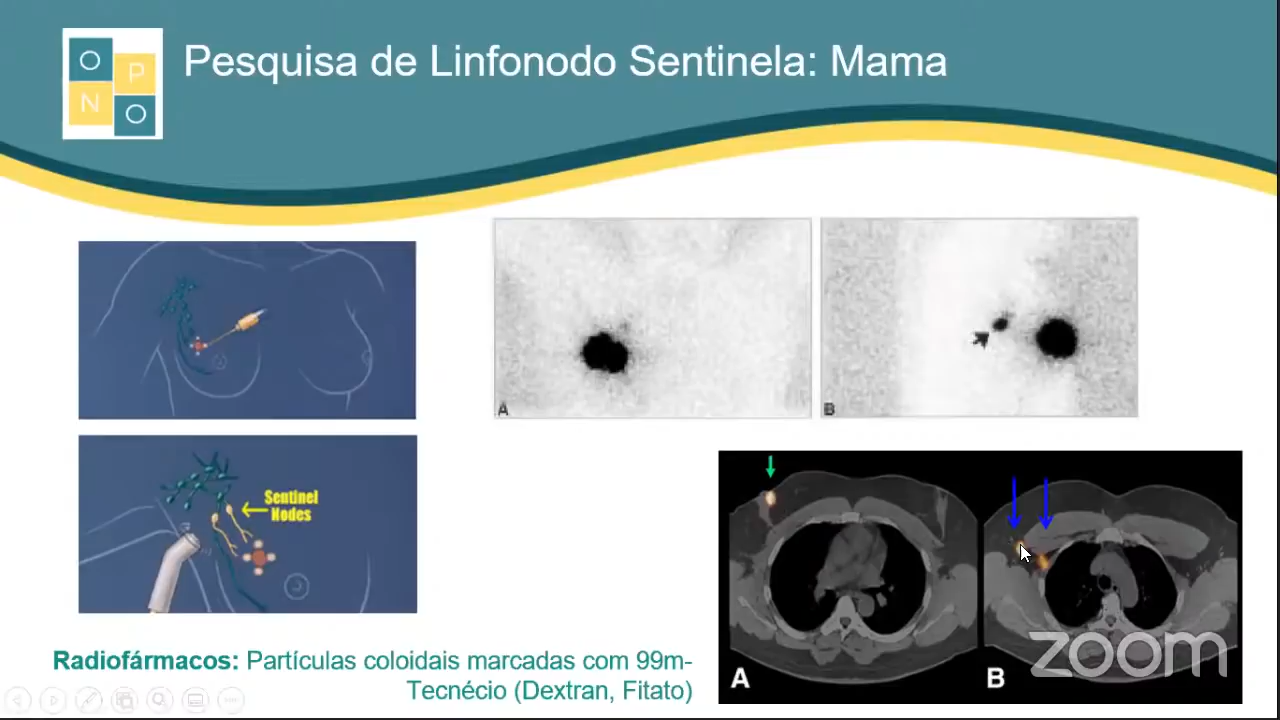 O P
N O
Pesquisa de Linfonodo Sentinela: Mama
A
B
Sentinel
Nodes
Radiofármacos: Partículas coloidais marcadas com 99m-
Tecnécio (Dextran, Fitato)
A
B
zoom